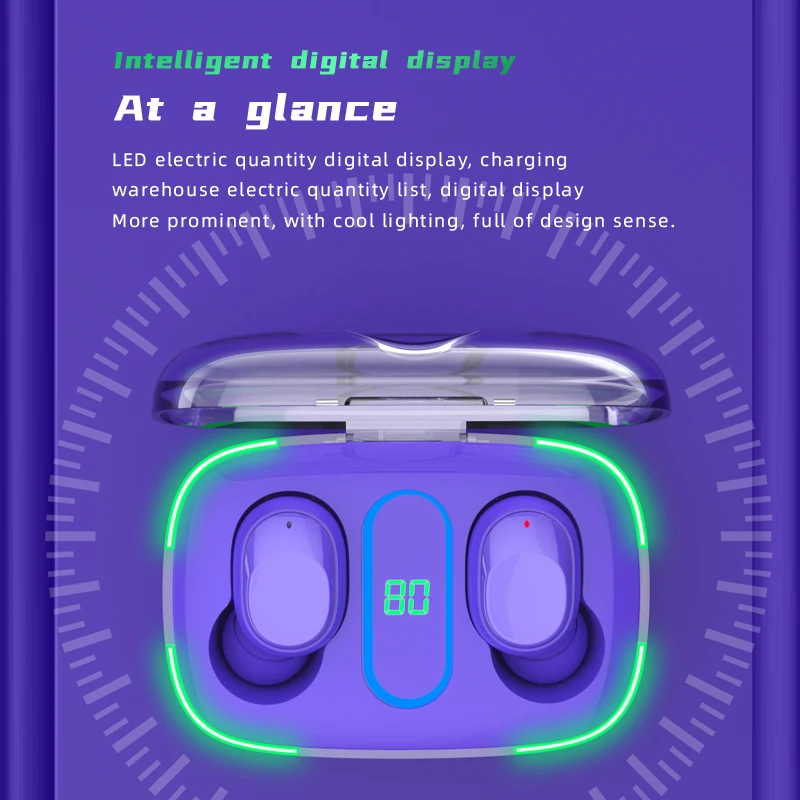 Intelligent digital display
At a glance
LED electric quantity digital display, charging
warehouse electric quantity list, digital display
More prominent, with cool lighting, full of design sense.
80